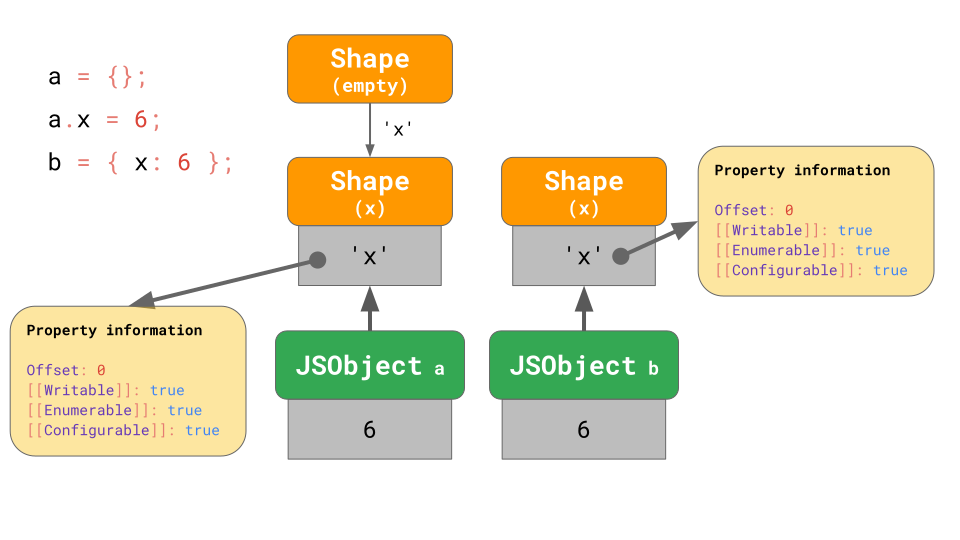 a = {};
a.x = 6;
b = { x: 6 };
Shape
(empty)
'x'
Shape
(x)
'x'
Shape
(x)
'x'
Property information
Offset: 0
[[Writable]]: true
[[Enumerable]]: true
[[Configurable]]: true
Property information
Offset: 0
[[Writable]]: true
[[Enumerable]]: true
[[Configurable]]: true
JSObject a
6
JSObject b
6